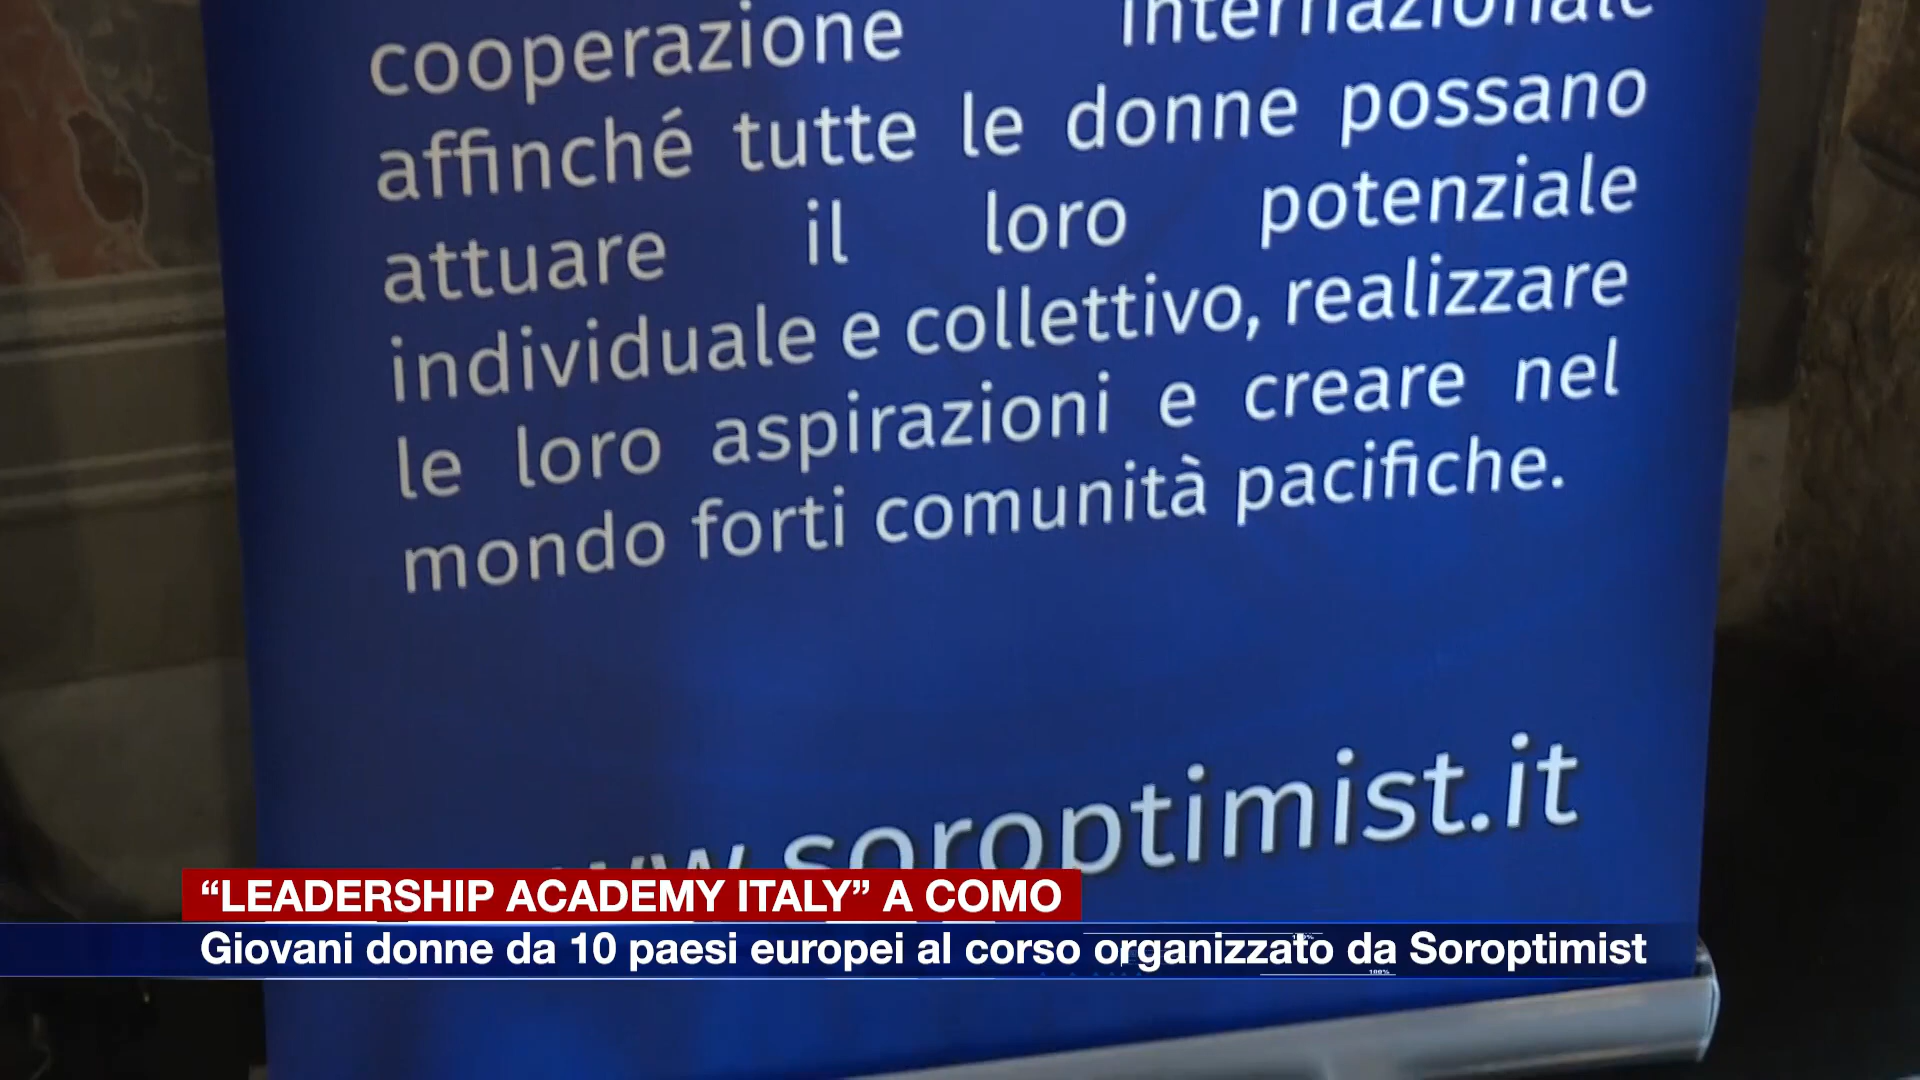 cooperazione internazionale
affinché tutte le donne possano
attuare il loro potenziale
individuale e collettivo, realizzare
le loro aspirazioni e creare nel
mondo forti comunità pacifiche.
www.soroptimist.it
“LEADERSHIP ACADEMY ITALY” A COMO
Giovani donne da 10 paesi europei al corso organizzato da Soroptimist